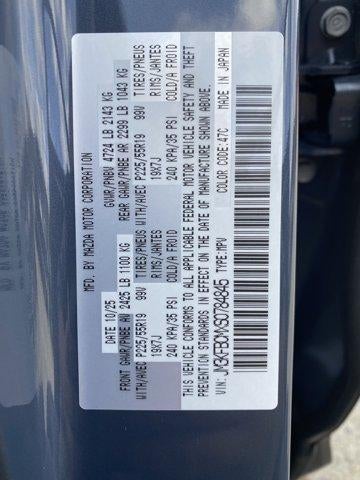 MFD. BY MAZDA MOTOR CORPORATION
DATE 10/25 GVWR/PNBV 4724 LB 2143 KG
FRONT GAWR/PNBE AV 2425 LB 1100 KG REAR GAWR/PNBE AR 2299 LB 1043 KG
WITH/AVEC P225/55R19 99V TIRES/PNEUS WITH/AVEC P225/55R19 99V TIRES/PNEUS
19X7J RIMS/JANTES 19X7J RIMS/JANTES
240 KPA/35 PSI COLD/A FROID 240 KPA/35 PSI COLD/A FROID
THIS VEHICLE CONFORMS TO ALL APPLICABLE FEDERAL MOTOR VEHICLE SAFETY AND THEFT
PREVENTION STANDARDS IN EFFECT ON THE DATE OF MANUFACTURE SHOWN ABOVE.
COLOR CODE:47C MADE IN JAPAN
VIN: TYPE:MPV